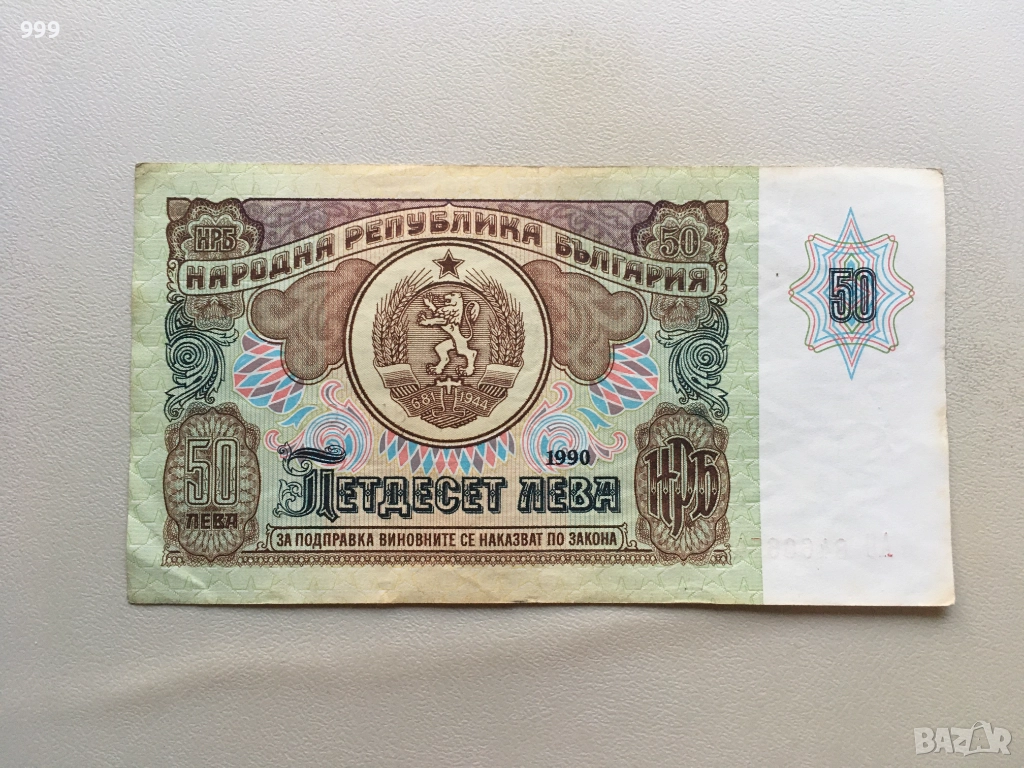 999
НРБ
НАРОДНА РЕПУБЛИКА БЪЛГАРИЯ
50
50
681 1944
1990
ПЕТДЕСЕТ ЛЕВА
50
ЛЕВА
НРБ
ЗА ПОДПРАВКА ВИНОВНИТЕ СЕ НАКАЗВАТ ПО ЗАКОНА
BAZAR